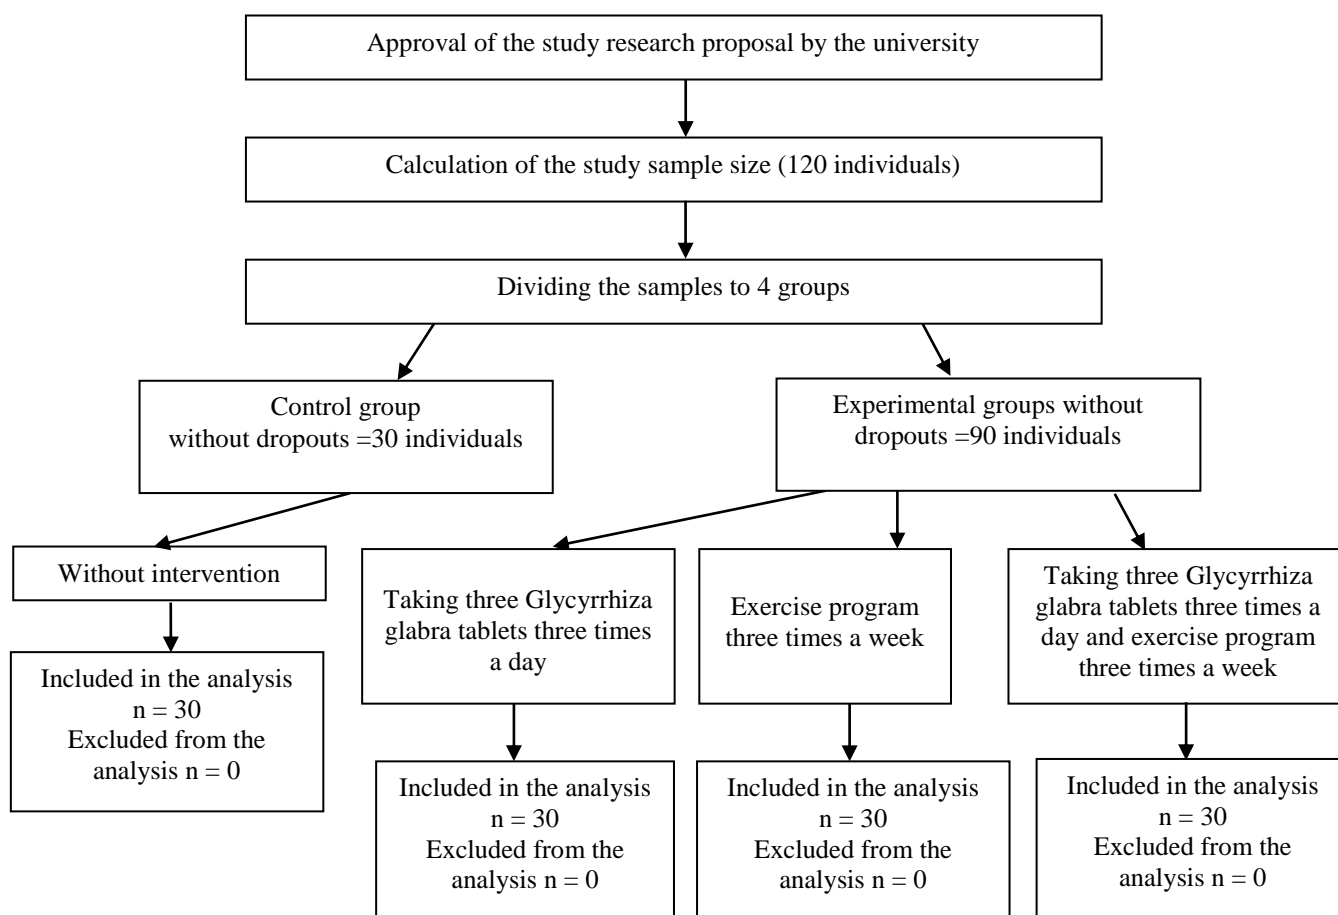 Approval of the study research proposal by the university
Calculation of the study sample size (120 individuals)
Dividing the samples to 4 groups
Control group
without dropouts =30 individuals
Experimental groups without
dropouts =90 individuals
Without intervention
Taking three Glycyrrhiza
glabra tablets three times
a day
Exercise program
three times a week
Taking three Glycyrrhiza
glabra tablets three times a
day and exercise program
three times a week
Included in the analysis
n = 30
Excluded from the
analysis n = 0
Included in the analysis
n = 30
Excluded from the
analysis n = 0
Included in the analysis
n = 30
Excluded from the
analysis n = 0
Included in the analysis
n = 30
Excluded from the
analysis n = 0